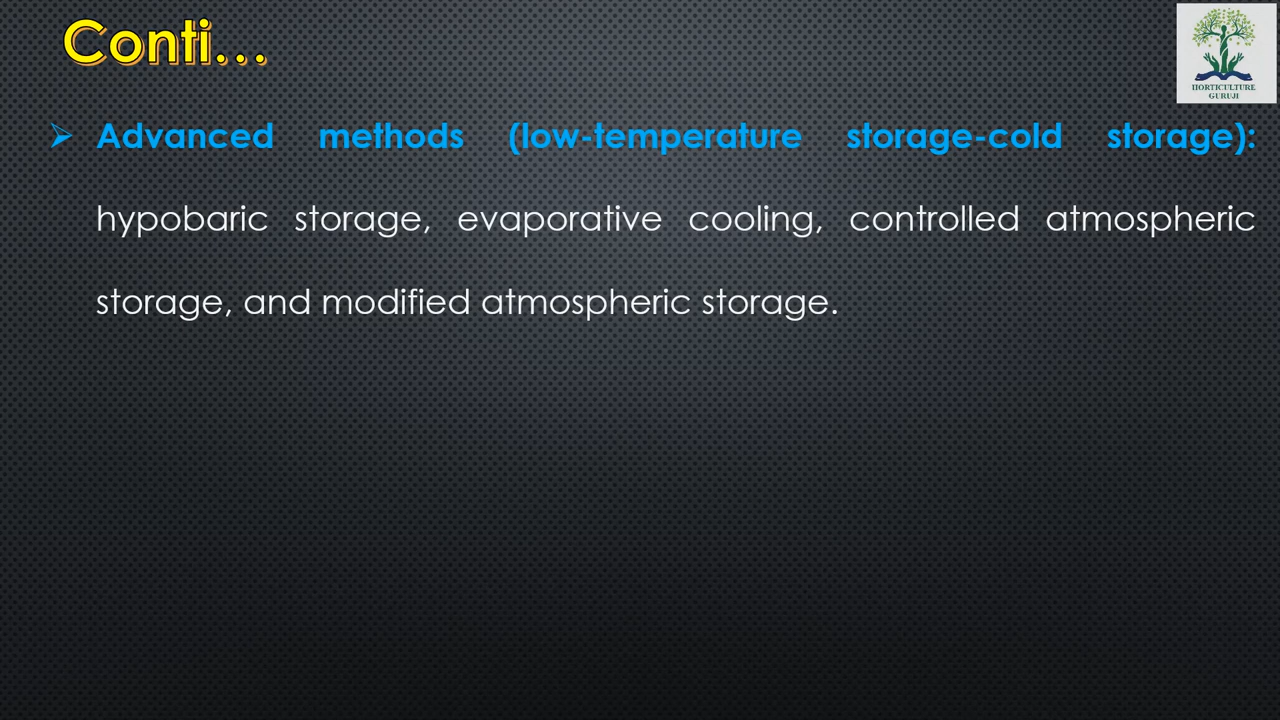 Conti...
HORTICULTURE
GURUJI
➢ Advanced methods (low-temperature storage-cold storage):
hypobaric storage, evaporative cooling, controlled atmospheric
storage, and modified atmospheric storage.